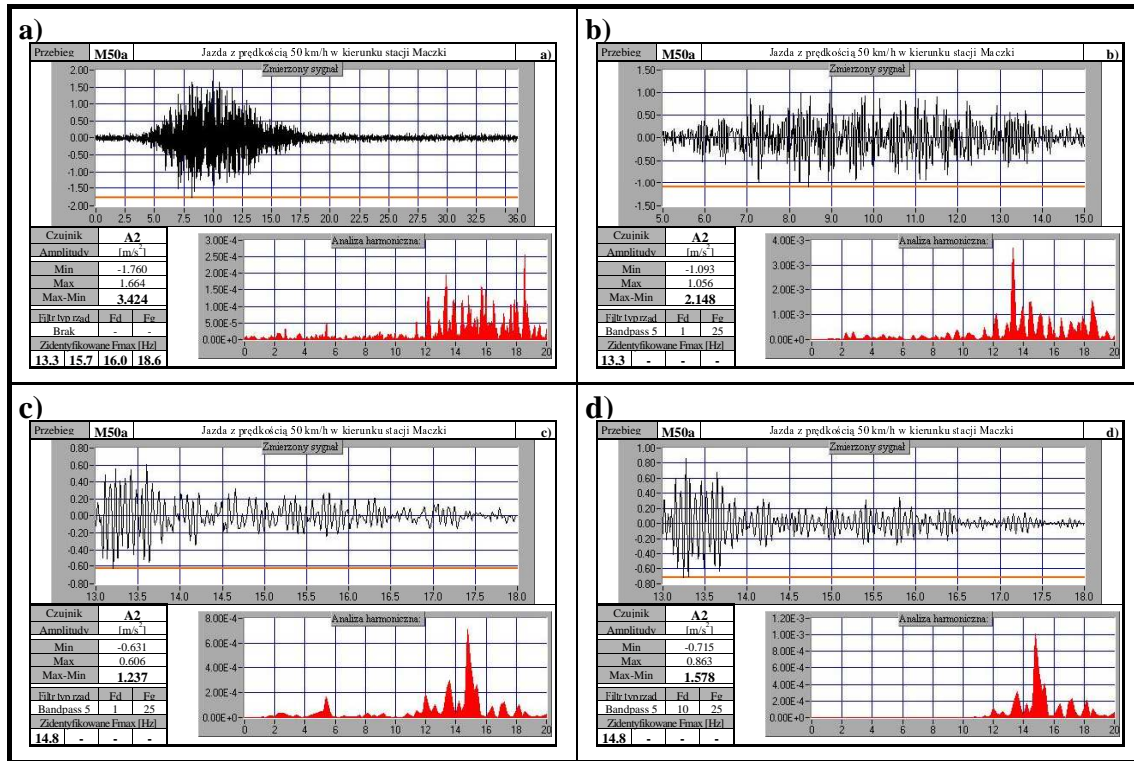 a)
Przebieg M50a Jazda z prędkością 50 km/h w kierunku stacji Maczki a)
Zmierzony sygnał
2.00
1.50
1.00
0.50
0.00
-0.50
-1.00
-1.50
-2.00
0.0 2.5 5.0 7.5 10.0 12.5 15.0 17.5 20.0 22.5 25.0 27.5 30.0 32.5 36.0
Czujnik A2
Amplitudy [m/s²]
Min -1.760
Max 1.664
Max-Min 3.424
Filtr typ rząd Fd Fg
Brak - -
Zidentyfikowane Fmax [Hz]
13.3 15.7 16.0 18.6
Analiza harmoniczna:
3.00E-4
2.50E-4
2.00E-4
1.50E-4
1.00E-4
5.00E-5
0.00E+0
0 2 4 6 8 10 12 14 16 18 20
b)
Przebieg M50a Jazda z prędkością 50 km/h w kierunku stacji Maczki b)
Zmierzony sygnał
1.50
1.00
0.50
0.00
-0.50
-1.00
-1.50
5.0 6.0 7.0 8.0 9.0 10.0 11.0 12.0 13.0 14.0 15.0
Czujnik A2
Amplitudy [m/s²]
Min -1.093
Max 1.056
Max-Min 2.148
Filtr typ rząd Fd Fg
Bandpass 5 1 25
Zidentyfikowane Fmax [Hz]
13.3 - - -
Analiza harmoniczna:
4.00E-3
3.00E-3
2.00E-3
1.00E-3
0.00E+0
0 2 4 6 8 10 12 14 16 18 20
c)
Przebieg M50a Jazda z prędkością 50 km/h w kierunku stacji Maczki c)
Zmierzony sygnał
0.80
0.60
0.40
0.20
0.00
-0.20
-0.40
-0.60
-0.80
13.0 13.5 14.0 14.5 15.0 15.5 16.0 16.5 17.0 17.5 18.0
Czujnik A2
Amplitudy [m/s²]
Min -0.631
Max 0.606
Max-Min 1.237
Filtr typ rząd Fd Fg
Bandpass 5 1 25
Zidentyfikowane Fmax [Hz]
14.8 - - -
Analiza harmoniczna:
8.00E-4
6.00E-4
4.00E-4
2.00E-4
0.00E+0
0 2 4 6 8 10 12 14 16 18 20
d)
Przebieg M50a Jazda z prędkością 50 km/h w kierunku stacji Maczki d)
Zmierzony sygnał
1.00
0.80
0.60
0.40
0.20
0.00
-0.20
-0.40
-0.60
-0.80
13.0 13.5 14.0 14.5 15.0 15.5 16.0 16.5 17.0 17.5 18.0
Czujnik A2
Amplitudy [m/s²]
Min -0.715
Max 0.863
Max-Min 1.578
Filtr typ rząd Fd Fg
Bandpass 5 10 25
Zidentyfikowane Fmax [Hz]
14.8 - - -
Analiza harmoniczna:
1.20E-3
1.00E-3
8.00E-4
6.00E-4
4.00E-4
2.00E-4
0.00E+0
0 2 4 6 8 10 12 14 16 18 20